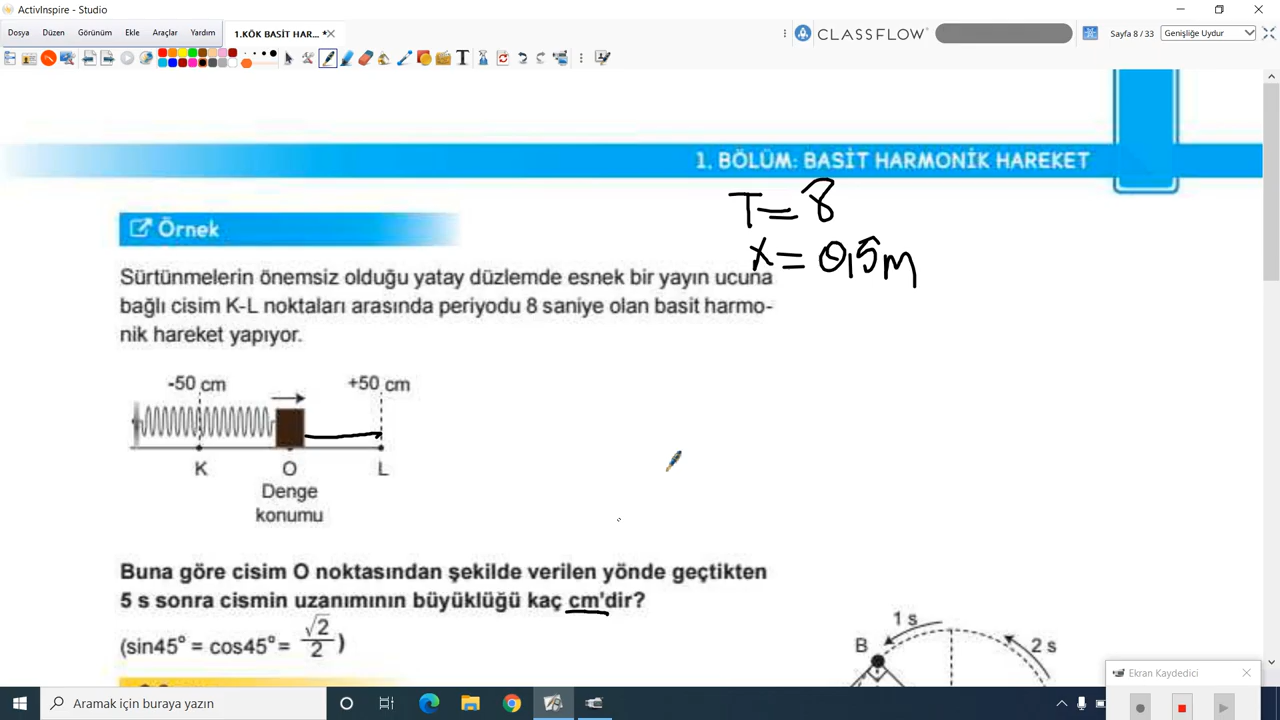 ActivInspire - Studio
Dosya Düzen Görünüm Ekle Araçlar Yardım
1.KÖK BASİT HAR... *
CLASSFLOW
Sayfa 8 / 33
Genişliğe Uydur
1. BÖLÜM: BASİT HARMONİK HAREKET
T = 8
x = 0,5 m
Örnek
Sürtünmelerin önemsiz olduğu yatay düzlemde esnek bir yayın ucuna
bağlı cisim K-L noktaları arasında periyodu 8 saniye olan basit harmo-
nik hareket yapıyor.
-50 cm +50 cm
K O L
Denge
konumu
Buna göre cisim O noktasından şekilde verilen yönde geçtikten
5 s sonra cismin uzanımının büyüklüğü kaç cm'dir?
(sin45° = cos45° = √2/2)
1 s
B
2 s
Ekran Kaydedici
Aramak için buraya yazın